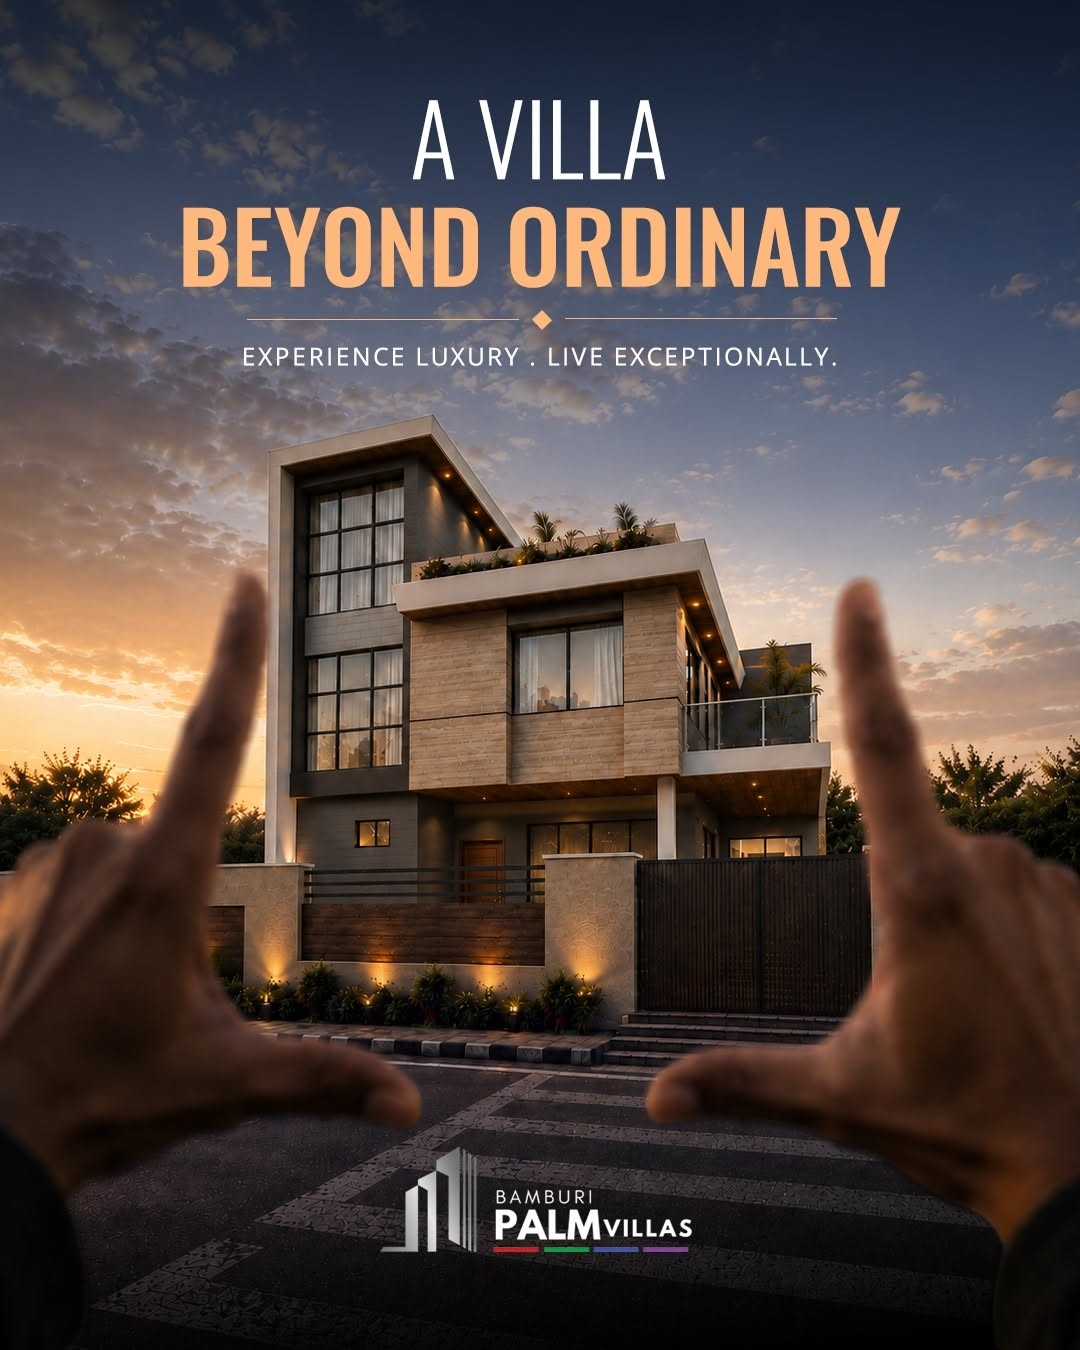 A VILLA
BEYOND ORDINARY
EXPERIENCE LUXURY . LIVE EXCEPTIONALLY.
BAMBURI
PALMVILLAS